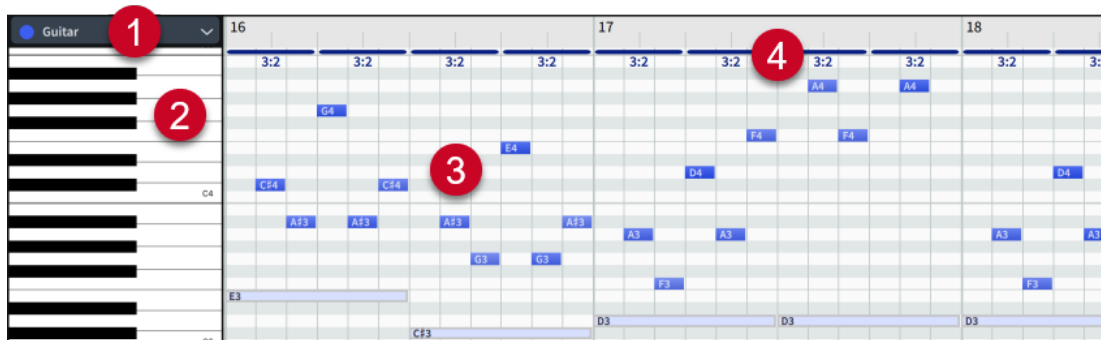 Guitar 1 16 17 18
3:2 3:2 3:2 3:2 3:2 3:2 4 3:2 3:2 3:2
A4 A4
2 G4
F4 F4
E4
3 D4 D4
C♯4 C♯4
C4
A♯3 A♯3 A♯3 A♯3
A3 A3 A3 A3
G3 G3
F3 F3
E3
D3 D3 D3
C♯3